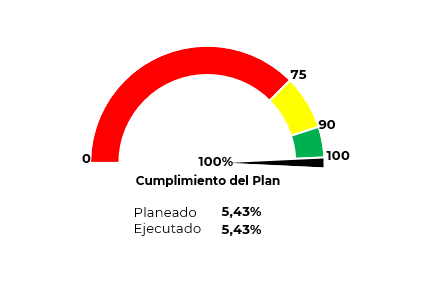 75
90
0
100%
100
Cumplimiento del Plan
Planeado 5,43%
Ejecutado 5,43%